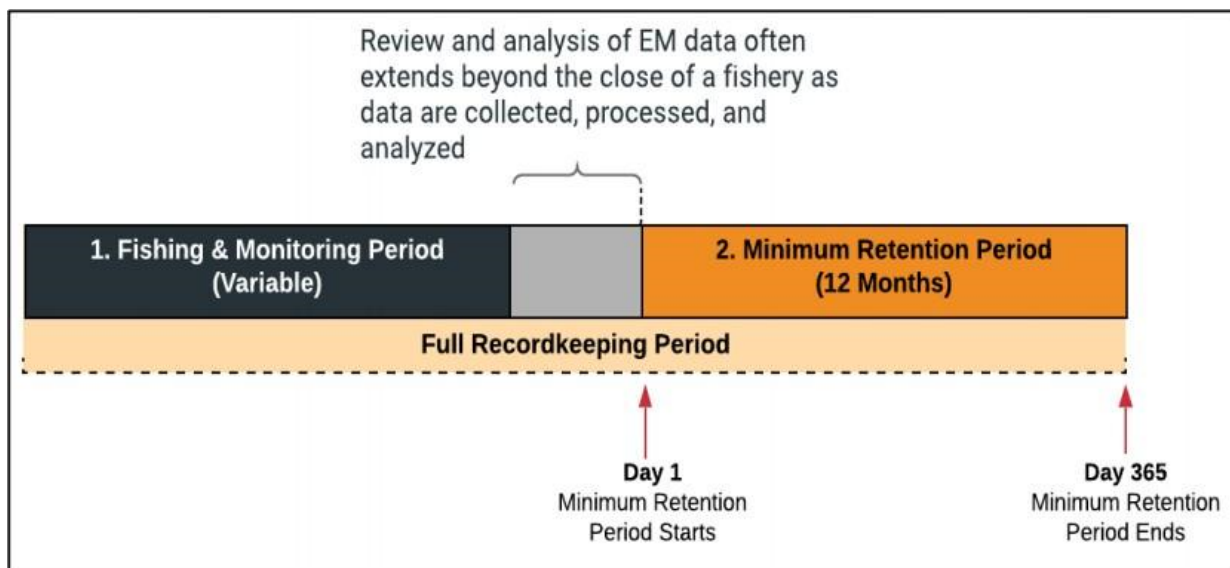 Review and analysis of EM data often
extends beyond the close of a fishery as
data are collected, processed, and
analyzed
1. Fishing & Monitoring Period
(Variable)
2. Minimum Retention Period
(12 Months)
Full Recordkeeping Period
Day 1
Minimum Retention
Period Starts
Day 365
Minimum Retention
Period Ends